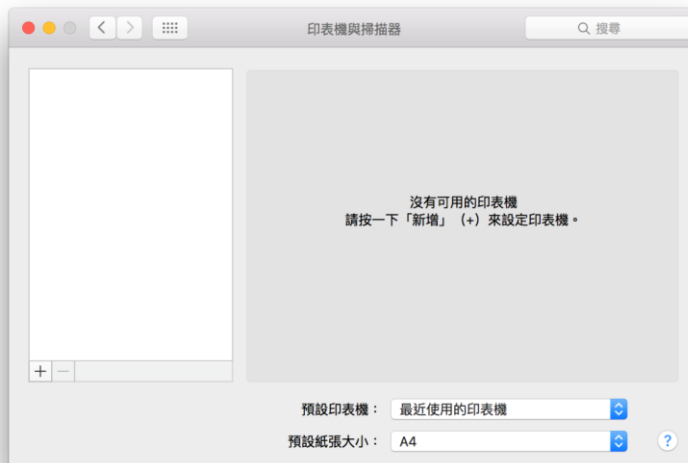 印表機與掃描器
搜尋
沒有可用的印表機
請按一下「新增」（+）來設定印表機。
+ −
預設印表機： 最近使用的印表機
預設紙張大小： A4
?